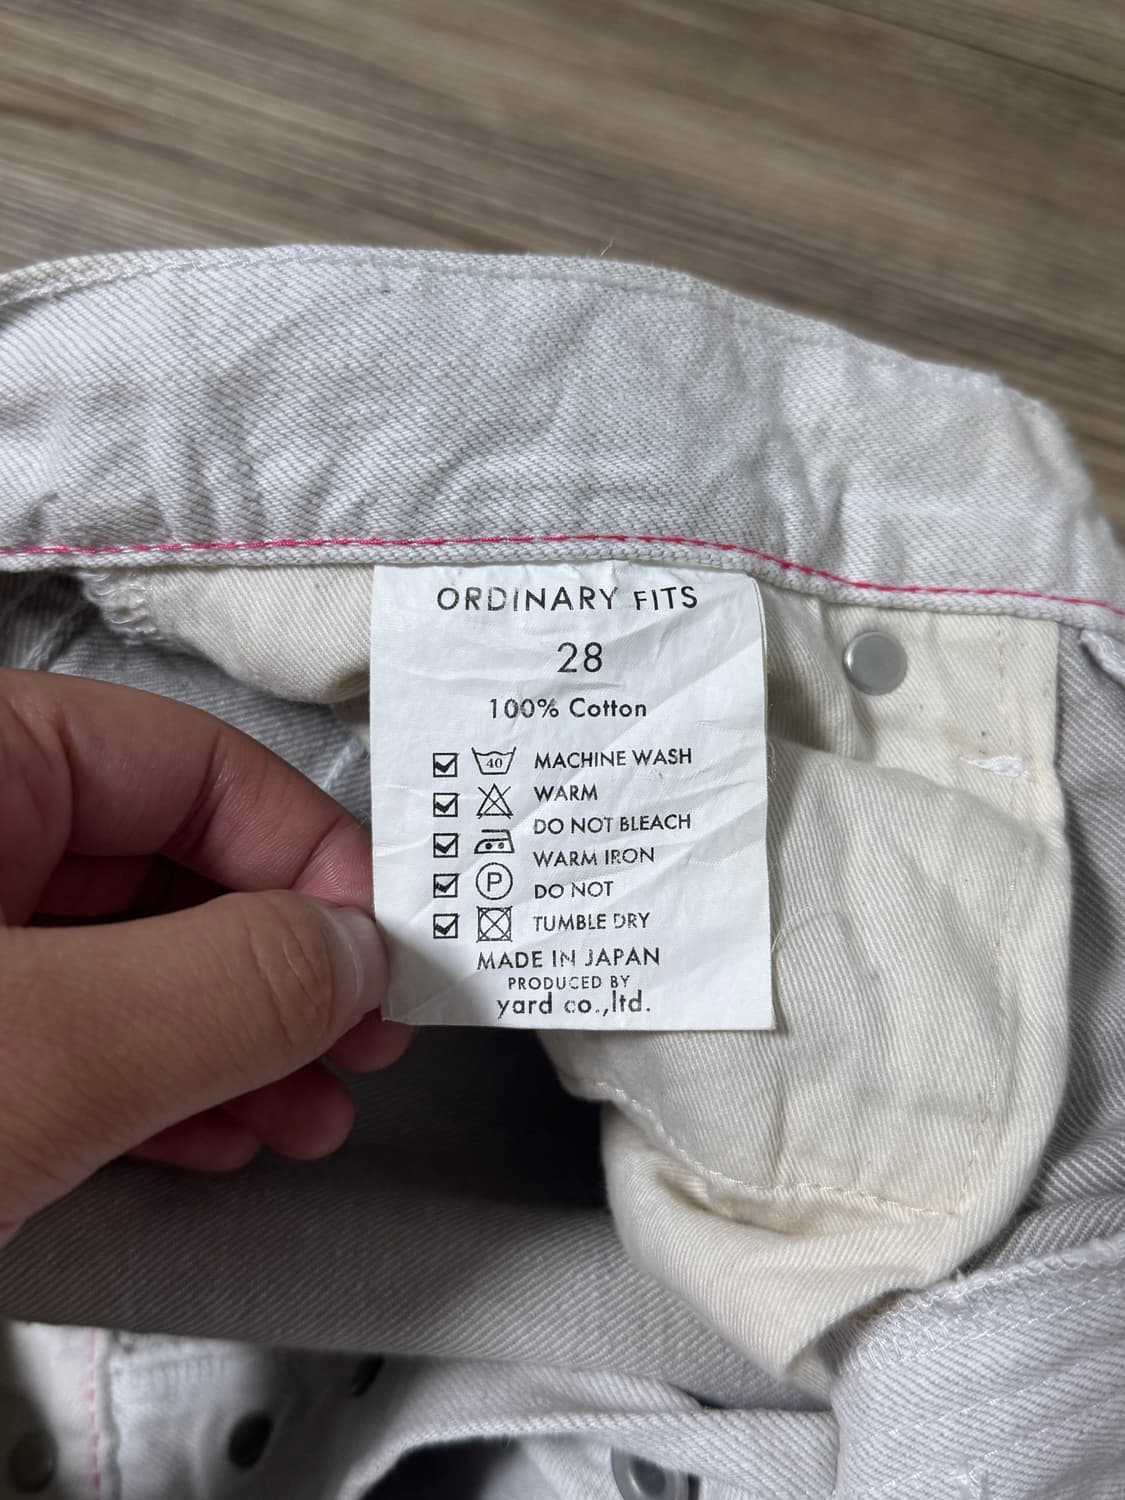 ORDINARY FITS
28
100% Cotton
40 MACHINE WASH
WARM
DO NOT BLEACH
WARM IRON
P DO NOT
TUMBLE DRY
MADE IN JAPAN
PRODUCED BY
yard co.,ltd.